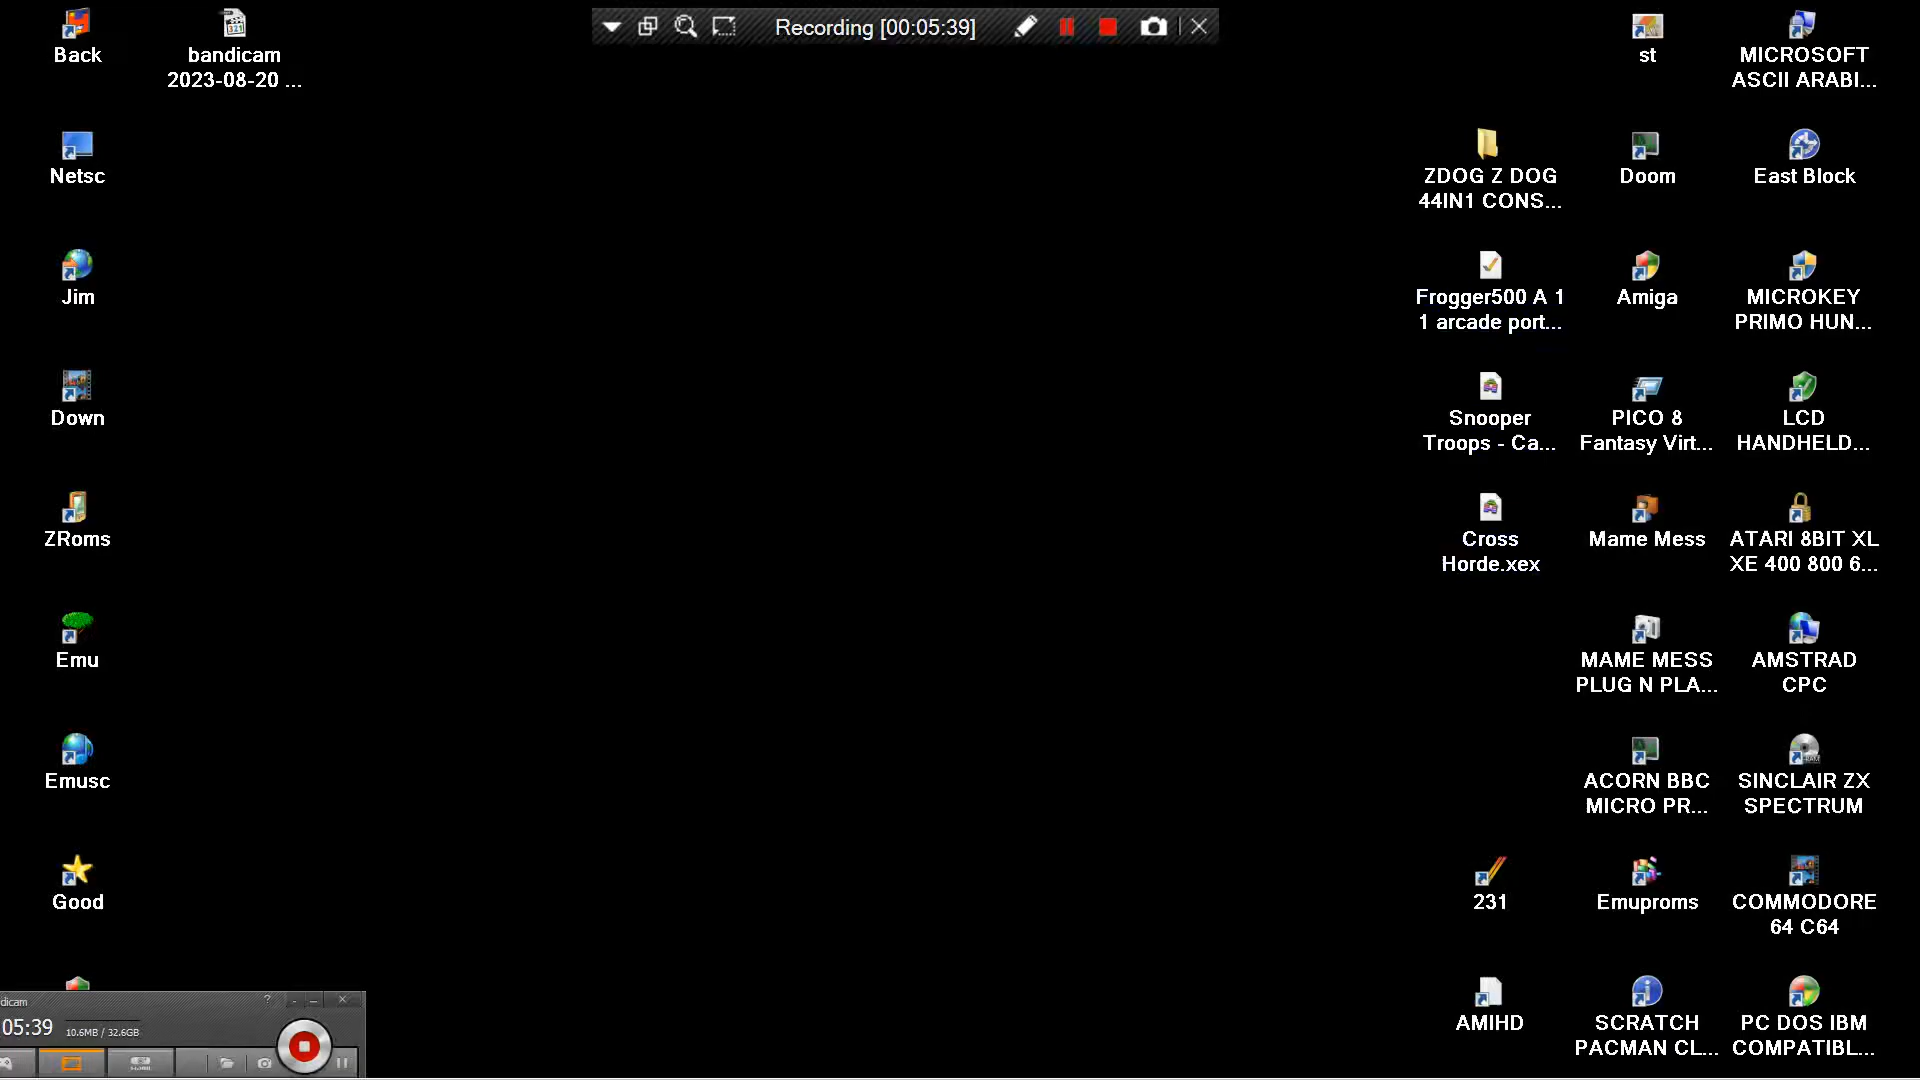 Recording [00:05:39]
Back
bandicam
2023-08-20 ...
st
MICROSOFT
ASCII ARABI...
Netsc
ZDOG Z DOG
44IN1 CONS...
Doom
East Block
Jim
Frogger500 A 1
1 arcade port...
Amiga
MICROKEY
PRIMO HUN...
Down
Snooper
Troops - Ca...
PICO 8
Fantasy Virt...
LCD
HANDHELD...
ZRoms
Cross
Horde.xex
Mame Mess
ATARI 8BIT XL
XE 400 800 6...
Emu
MAME MESS
PLUG N PLA...
AMSTRAD
CPC
Emusc
ACORN BBC
MICRO PR...
SINCLAIR ZX
SPECTRUM
Good
231
Emuproms
COMMODORE
64 C64
AMIHD
SCRATCH
PACMAN CL...
PC DOS IBM
COMPATIBL...
dicam
05:39
10.6MB / 32.6GB